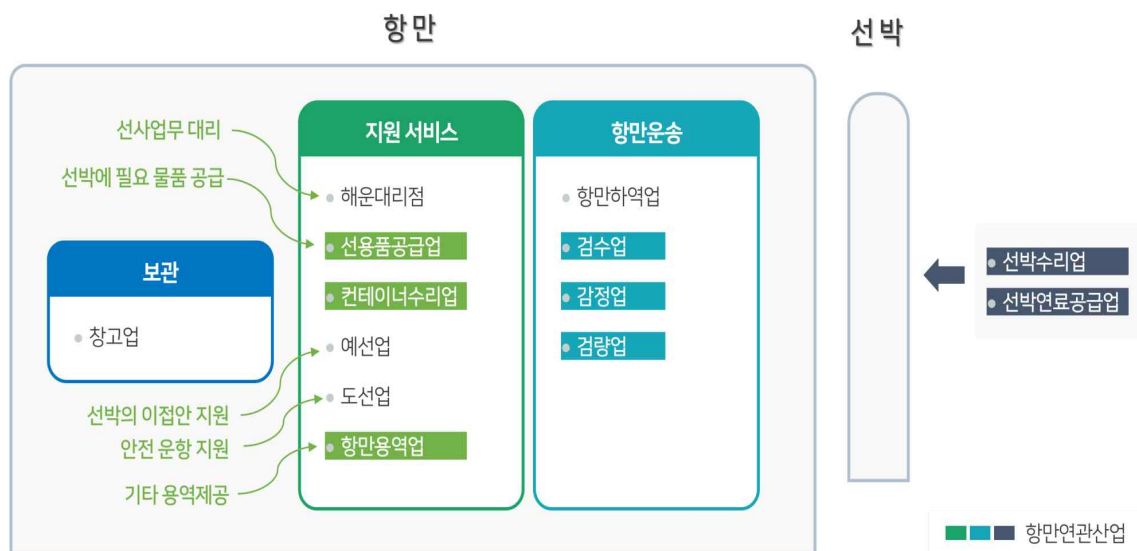 항만
선박
선사업무 대리
선박에 필요 물품 공급
보관
창고업
선박의 이접안 지원
안전 운항 지원
기타 용역제공
지원 서비스
해운대리점
선용품공급업
컨테이너수리업
예선업
도선업
항만용역업
항만운송
항만하역업
검수업
감정업
검량업
선박수리업
선박연료공급업
항만연관산업